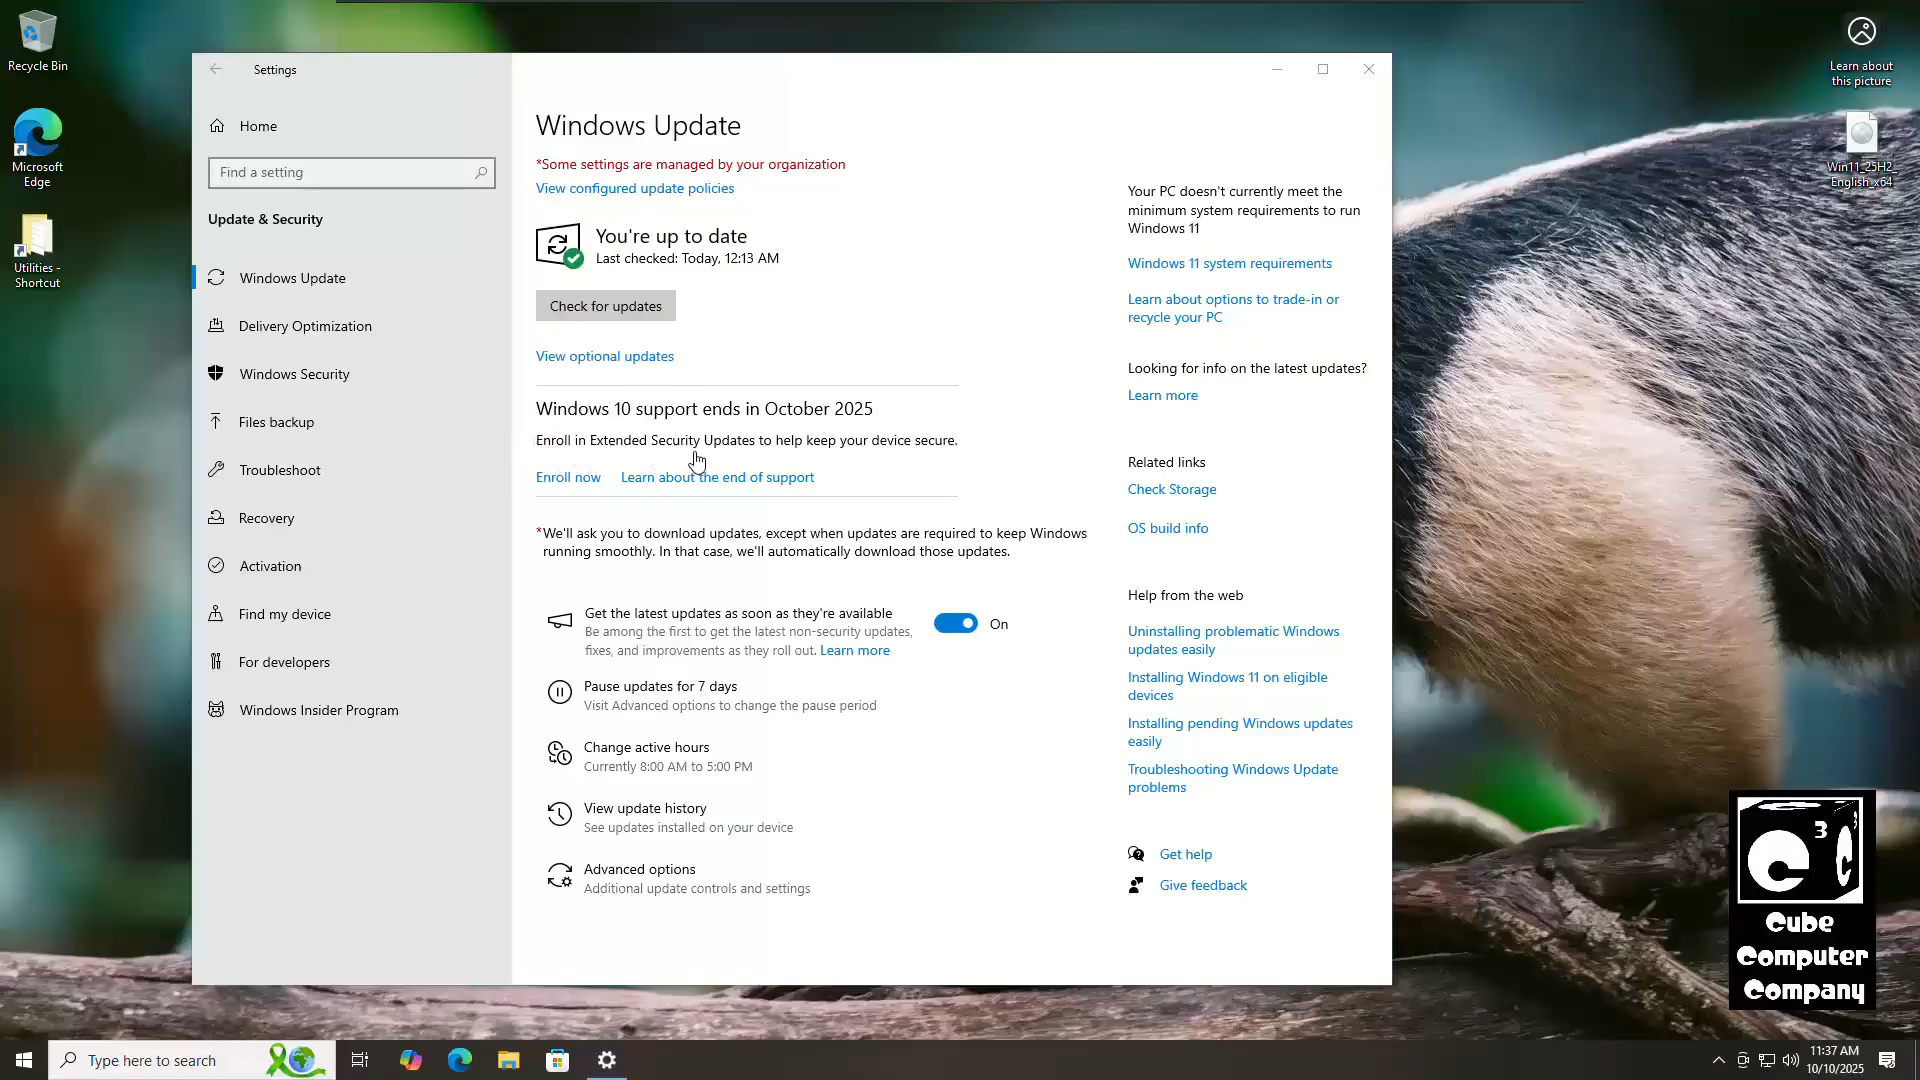 Recycle Bin
Microsoft
Edge
Utilities -
Shortcut
Settings
Home
Find a setting
Update & Security
Windows Update
Delivery Optimization
Windows Security
Files backup
Troubleshoot
Recovery
Activation
Find my device
For developers
Windows Insider Program
Windows Update
*Some settings are managed by your organization
View configured update policies
You're up to date
Last checked: Today, 12:13 AM
Check for updates
View optional updates
Windows 10 support ends in October 2025
Enroll in Extended Security Updates to help keep your device secure.
Enroll now Learn about the end of support
*We'll ask you to download updates, except when updates are required to keep Windows
running smoothly. In that case, we'll automatically download those updates.
Get the latest updates as soon as they're available
Be among the first to get the latest non-security updates,
fixes, and improvements as they roll out. Learn more
On
Pause updates for 7 days
Visit Advanced options to change the pause period
Change active hours
Currently 8:00 AM to 5:00 PM
View update history
See updates installed on your device
Advanced options
Additional update controls and settings
Your PC doesn't currently meet the
minimum system requirements to run
Windows 11
Windows 11 system requirements
Learn about options to trade-in or
recycle your PC
Looking for info on the latest updates?
Learn more
Related links
Check Storage
OS build info
Help from the web
Uninstalling problematic Windows
updates easily
Installing Windows 11 on eligible
devices
Installing pending Windows updates
easily
Troubleshooting Windows Update
problems
Get help
Give feedback
Learn about
this picture
Win11_25H2_
English_x64
C 3 C 3
Cube
Computer
Company
Type here to search
11:37 AM
10/10/2025